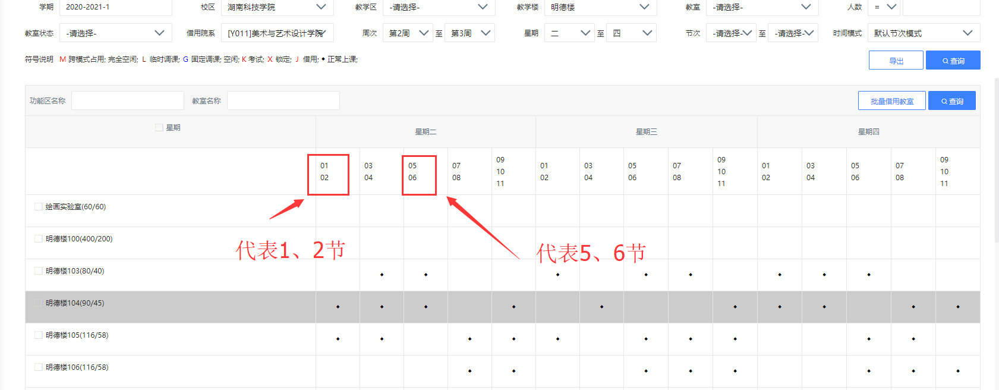 学期 2020-2021-1 校区 湖南科技学院 教学区 -请选择- 教学楼 明德楼 教室 -请选择- 人数 =
教室状态 -请选择- 借用院系 [Y011]美术与艺术设计学院 周次 第2周 至 第3周 星期 二 至 四 节次 -请选择- 至 -请选择- 时间模式 默认节次模式
符号说明 M 跨模式占用; 完全空闲; L 临时调课; G 固定调课; 空闲; K 考试; X 锁定; J 借用; ◆ 正常上课;
导出 查询
功能区名称 教室名称 批量借用教室 查询
星期 星期二 星期三 星期四
01 03 05 07 09 01 03 05 07 09 01 03 05 07 09
02 04 06 08 10 02 04 06 08 10 02 04 06 08 10
11 11 11
绘画实验室(60/60)
明德楼100(400/200)
代表1、2节 代表5、6节
明德楼103(80/40)
明德楼104(90/45)
明德楼105(116/58)
明德楼106(116/58)